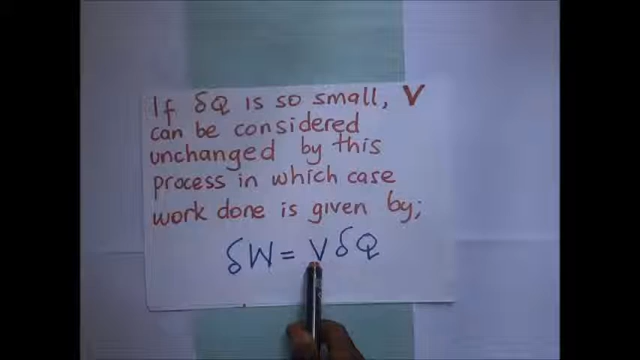 If δQ is so small, V
can be considered
unchanged by this
process in which case
work done is given by;
δW = VδQ